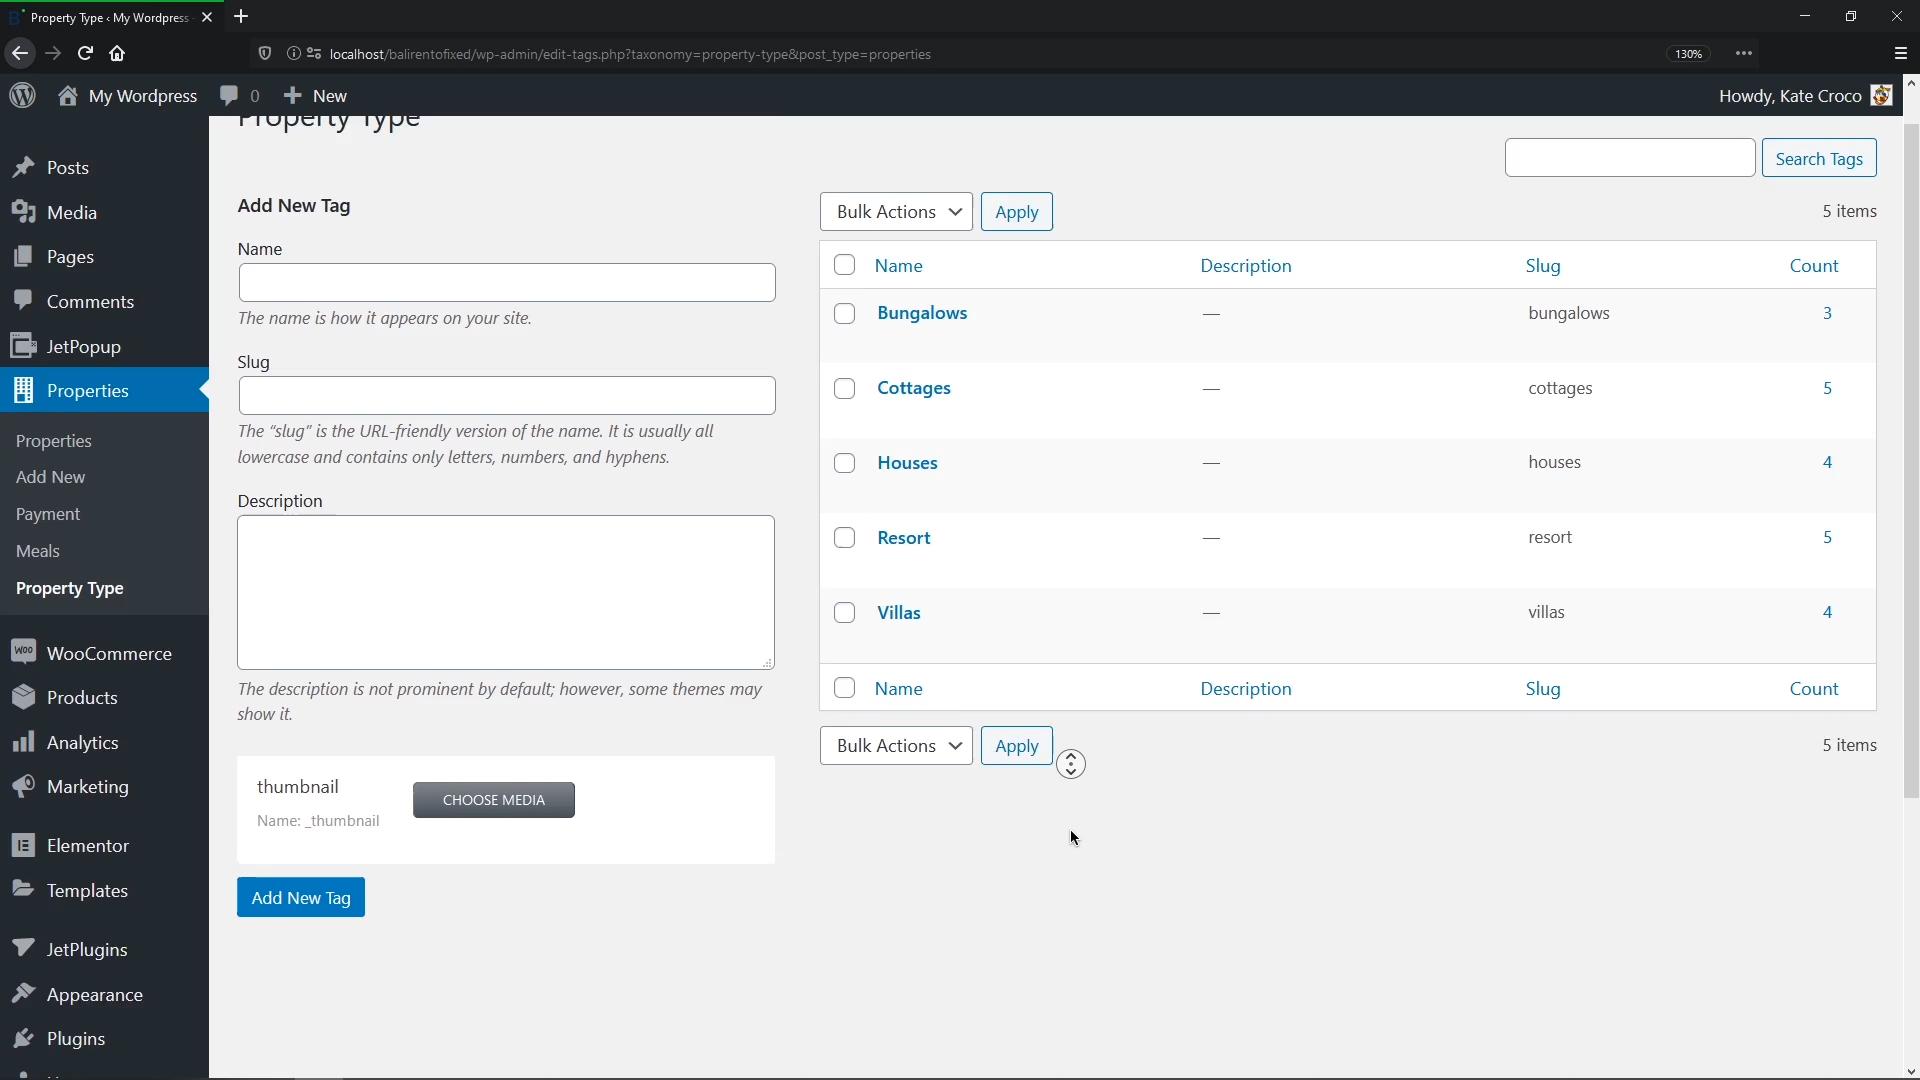 Property Type ‹ My Wordpress
localhost/balirentofixed/wp-admin/edit-tags.php?taxonomy=property-type&post_type=properties
130%
My Wordpress
0
New
Howdy, Kate Croco
Posts
Media
Pages
Comments
JetPopup
Properties
Properties
Add New
Payment
Meals
Property Type
WooCommerce
Products
Analytics
Marketing
Elementor
Templates
JetPlugins
Appearance
Plugins
Property Type
Search Tags
Add New Tag
Name
The name is how it appears on your site.
Slug
The “slug” is the URL-friendly version of the name. It is usually all
lowercase and contains only letters, numbers, and hyphens.
Description
The description is not prominent by default; however, some themes may
show it.
thumbnail
Name: _thumbnail
CHOOSE MEDIA
Add New Tag
Bulk Actions Apply 5 items
Name Description Slug Count
Bungalows — bungalows 3
Cottages — cottages 5
Houses — houses 4
Resort — resort 5
Villas — villas 4
Name Description Slug Count
Bulk Actions Apply 5 items